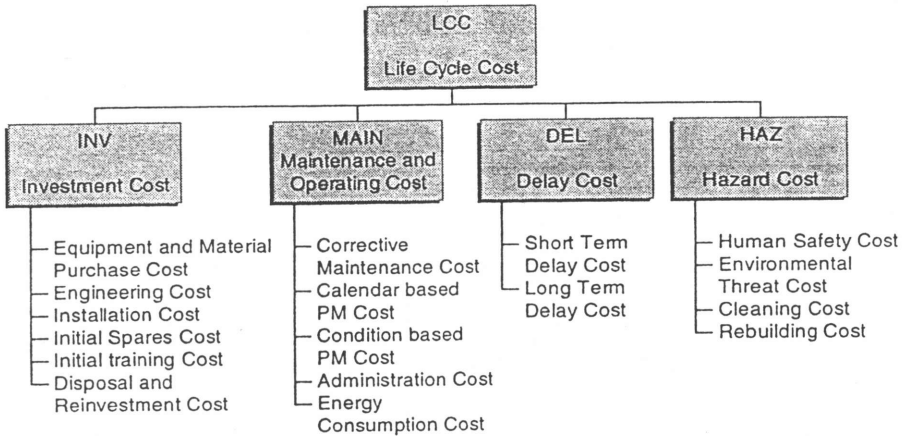 LCC
Life Cycle Cost
INV
Investment Cost
Equipment and Material
Purchase Cost
Engineering Cost
Installation Cost
Initial Spares Cost
Initial training Cost
Disposal and
Reinvestment Cost
MAIN
Maintenance and
Operating Cost
Corrective
Maintenance Cost
Calendar based
PM Cost
Condition based
PM Cost
Administration Cost
Energy
Consumption Cost
DEL
Delay Cost
Short Term
Delay Cost
Long Term
Delay Cost
HAZ
Hazard Cost
Human Safety Cost
Environmental
Threat Cost
Cleaning Cost
Rebuilding Cost